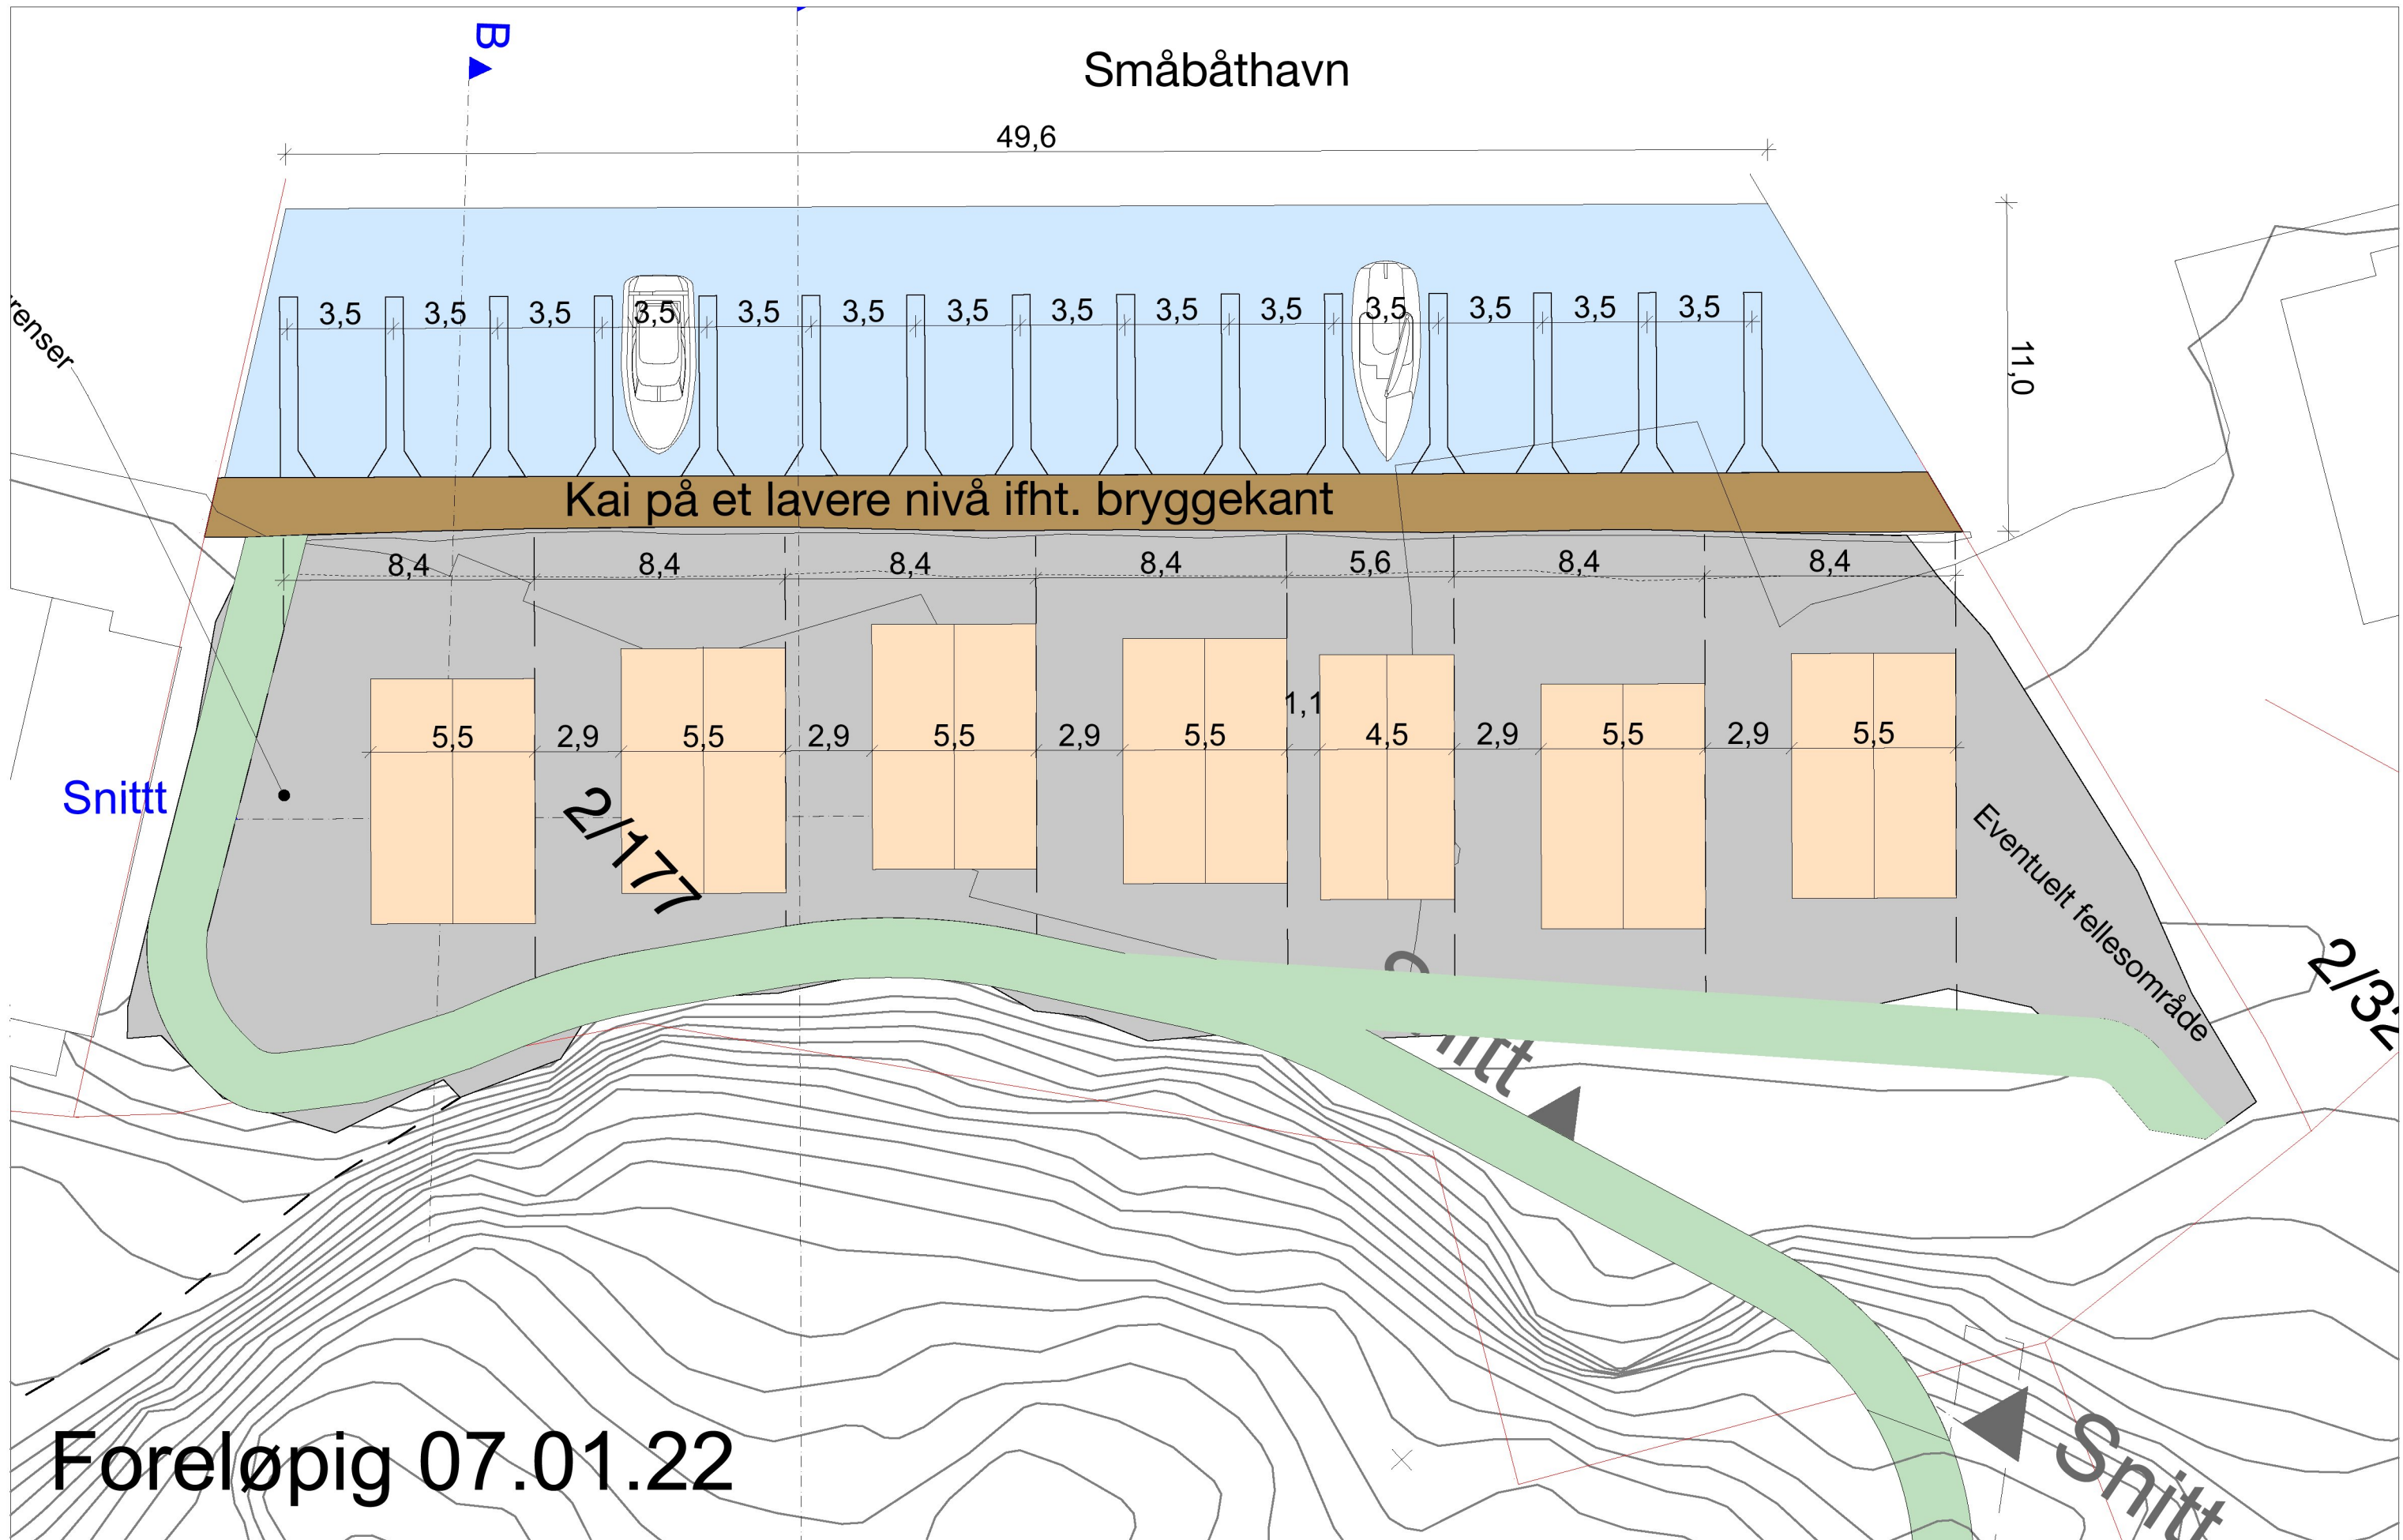 B
Småbåthavn
49,6
3,5 3,5 3,5 3,5 3,5 3,5 3,5 3,5 3,5 3,5 3,5 3,5 3,5 3,5
11,0
Kai på et lavere nivå ifht. bryggekant
8,4 8,4 8,4 8,4 5,6 8,4 8,4
1,1
5,5 2,9 5,5 2,9 5,5 2,9 5,5 4,5 2,9 5,5 2,9 5,5
Snittt
2/177
Eventuelt fellesområde
Snitt
Foreløpig 07.01.22
Snitt